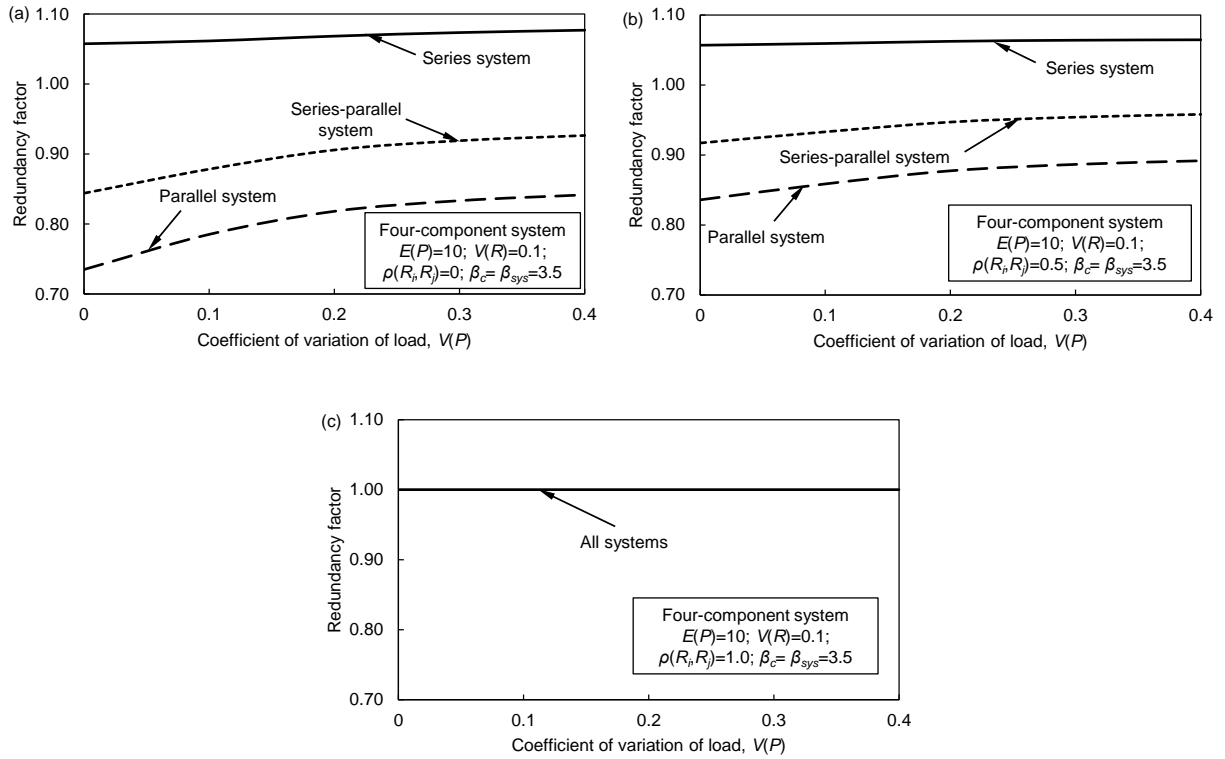 (a)
1.10
1.00
0.90
0.80
0.70
Redundancy factor
Series system
Series-parallel
system
Parallel system
Four-component system
E(P)=10; V(R)=0.1;
ρ(Ri,Rj)=0; βc= βsys=3.5
0
0.1
0.2
0.3
0.4
Coefficient of variation of load, V(P)
(b)
1.10
1.00
0.90
0.80
0.70
Redundancy factor
Series system
Series-parallel system
Parallel system
Four-component system
E(P)=10; V(R)=0.1;
ρ(Ri,Rj)=0.5; βc= βsys=3.5
0
0.1
0.2
0.3
0.4
Coefficient of variation of load, V(P)
(c)
1.10
1.00
0.90
0.80
0.70
Redundancy factor
All systems
Four-component system
E(P)=10; V(R)=0.1;
ρ(Ri,Rj)=1.0; βc= βsys=3.5
0
0.1
0.2
0.3
0.4
Coefficient of variation of load, V(P)